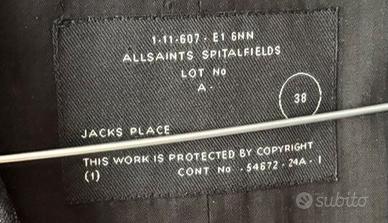 1-11-607 · E1 6NN
ALLSAINTS SPITALFIELDS
LOT No
A ·
38
JACKS PLACE
THIS WORK IS PROTECTED BY COPYRIGHT
(1) CONT No · 54672 · 24A · 1
subito